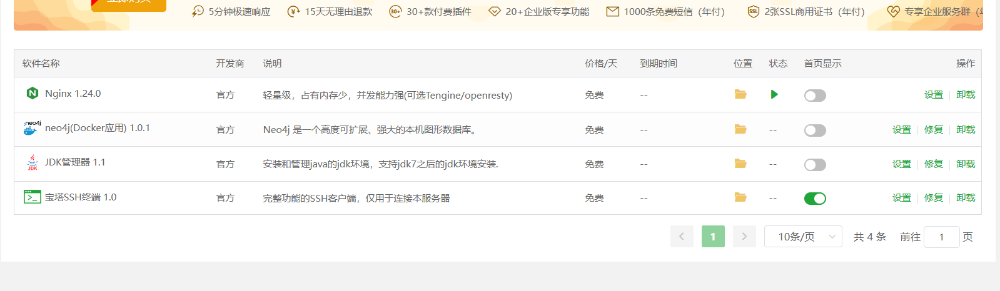 立即购买
5分钟极速响应 15天无理由退款 30+ 30+款付费插件 20+企业版专享功能 1000条免费短信（年付） SSL 2张SSL商用证书（年付） 专享企业服务群（年
软件名称 开发商 说明 价格/天 到期时间 位置 状态 首页显示 操作
Nginx 1.24.0 官方 轻量级，占有内存少，并发能力强(可选Tengine/openresty) 免费 -- 设置 卸载
neo4j neo4j(Docker应用) 1.0.1 官方 Neo4j 是一个高度可扩展、强大的本机图形数据库。 免费 -- -- 设置 修复 卸载
JDK JDK管理器 1.1 官方 安装和管理java的jdk环境，支持jdk7之后的jdk环境安装. 免费 -- -- 设置 修复 卸载
宝塔SSH终端 1.0 官方 完整功能的SSH客户端，仅用于连接本服务器 免费 -- -- 设置 修复 卸载
1 10条/页 共 4 条 前往 1 页